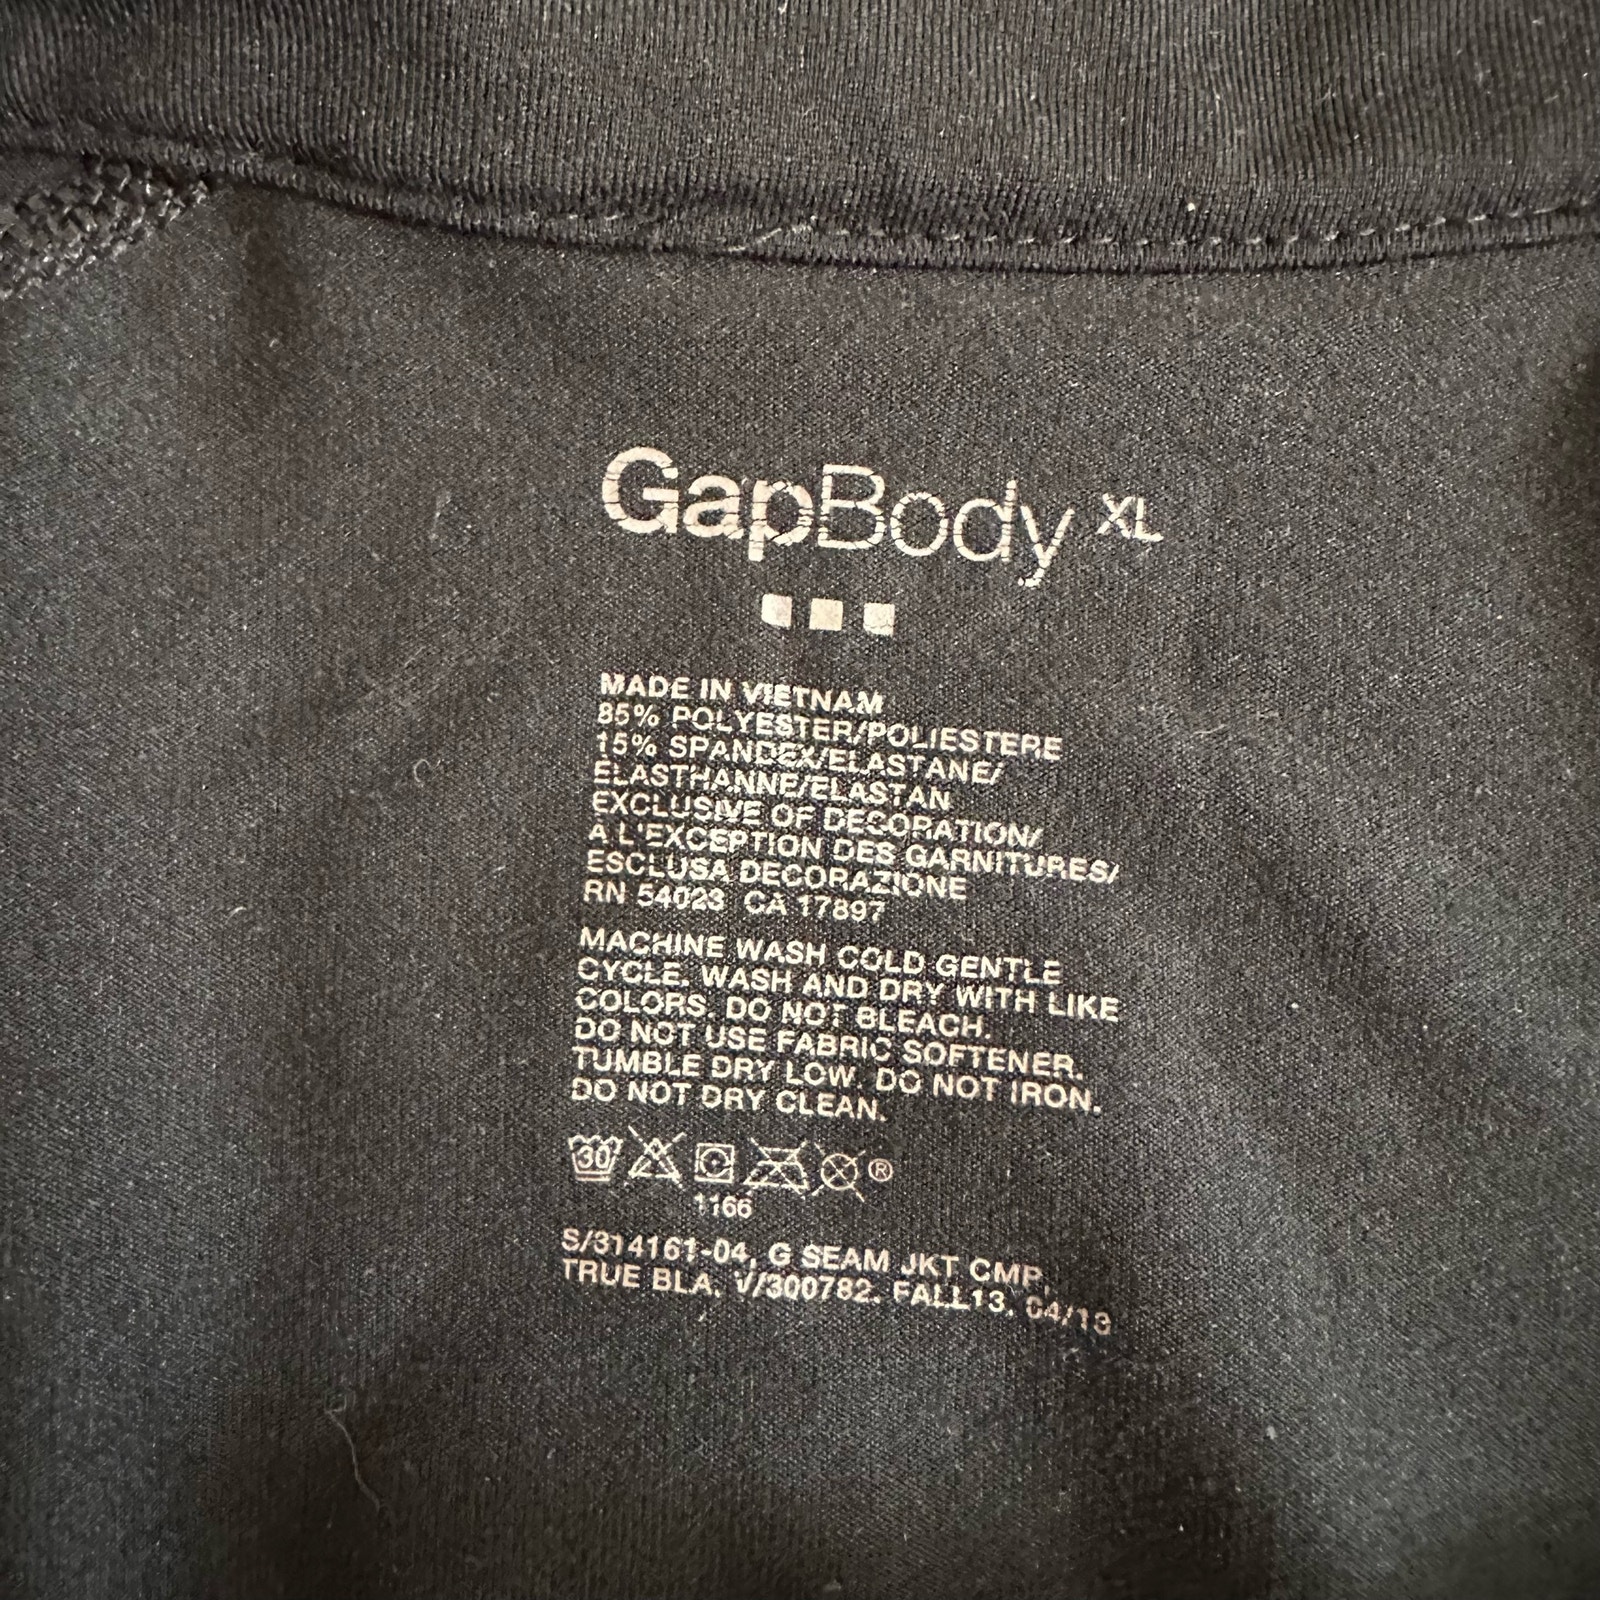 GapBody XL
MADE IN VIETNAM
85% POLYESTER/POLIESTERE
15% SPANDEX/ELASTANE/
ELASTHANNE/ELASTAN
EXCLUSIVE OF DECORATION/
A L'EXCEPTION DES GARNITURES/
ESCLUSA DECORAZIONE
RN 54023 CA 17897
MACHINE WASH COLD GENTLE
CYCLE. WASH AND DRY WITH LIKE
COLORS. DO NOT BLEACH.
DO NOT USE FABRIC SOFTENER.
TUMBLE DRY LOW. DO NOT IRON.
DO NOT DRY CLEAN.
30 ®
1166
S/314161-04, G SEAM JKT CMP,
TRUE BLA. V/300782. FALL13. 04/13